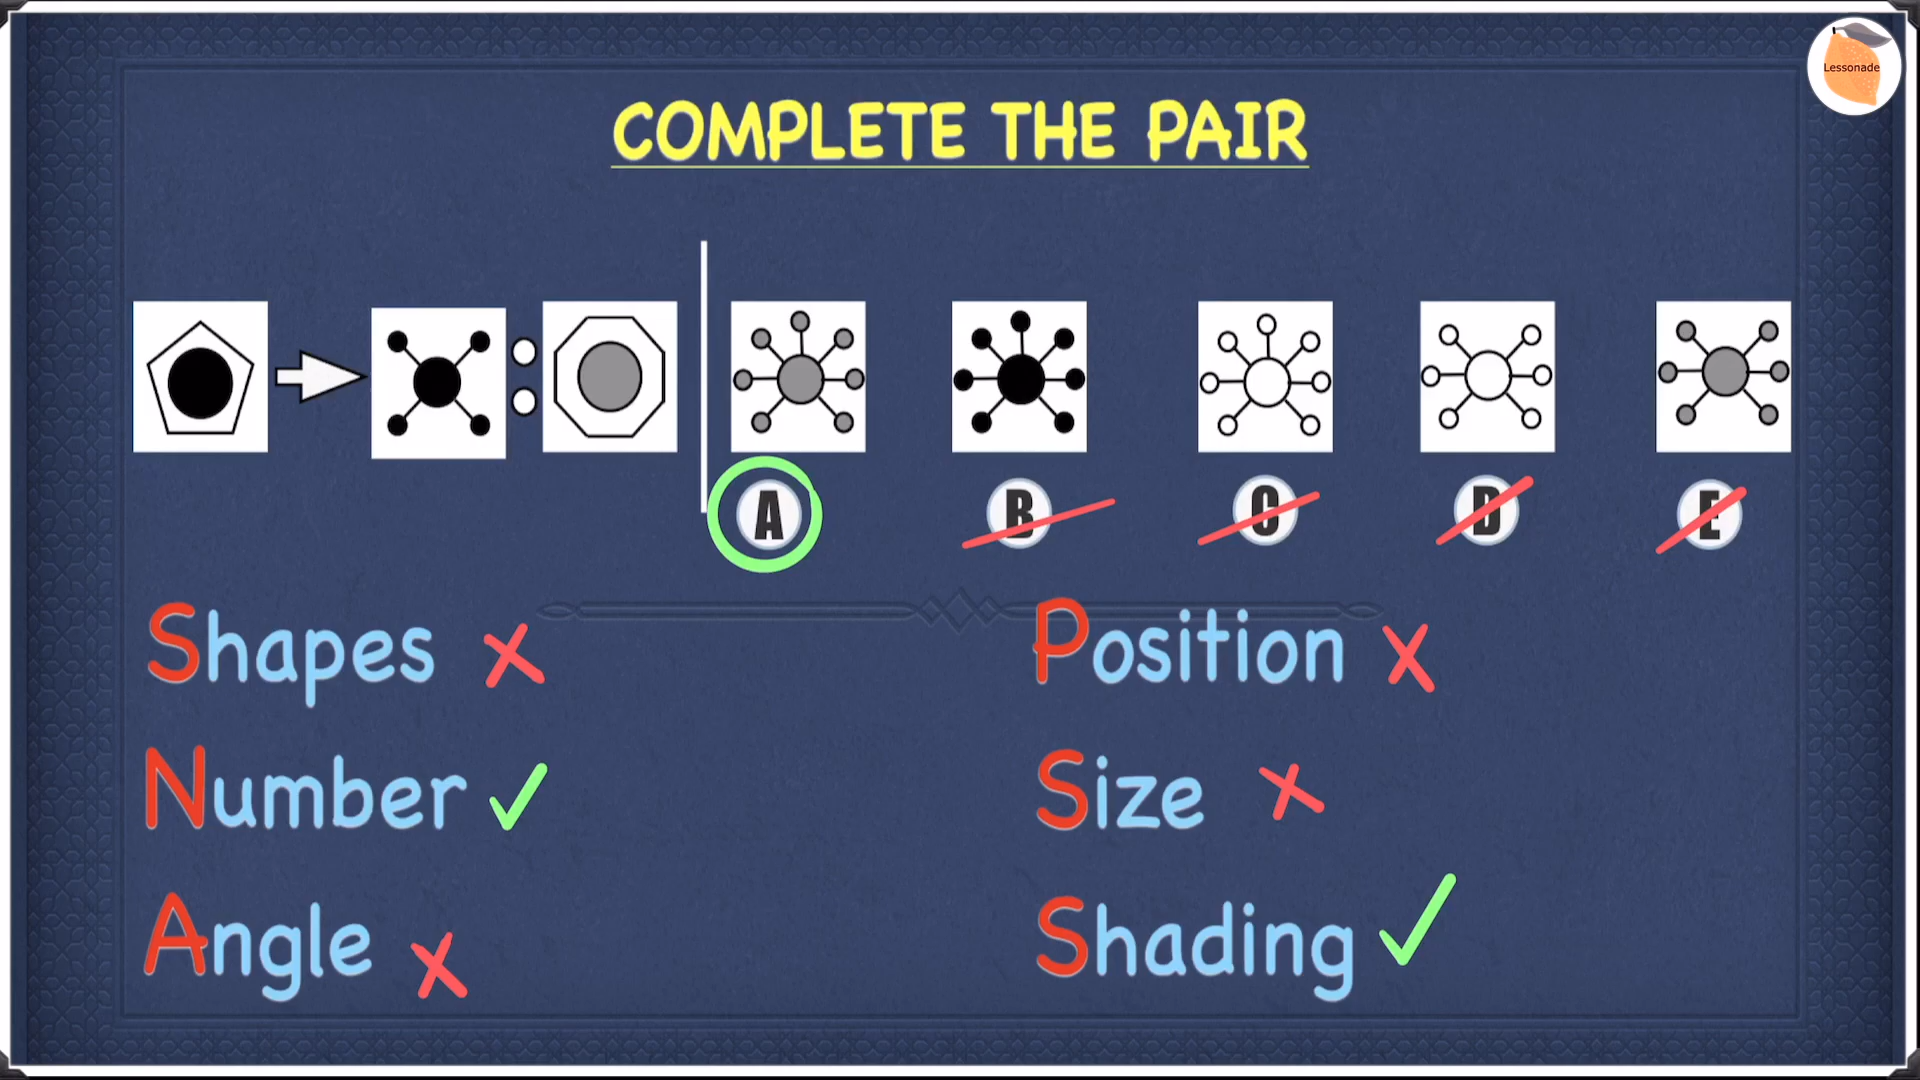 Lessonade
COMPLETE THE PAIR
A B C D E
Shapes
Position
Number
Size
Angle
Shading